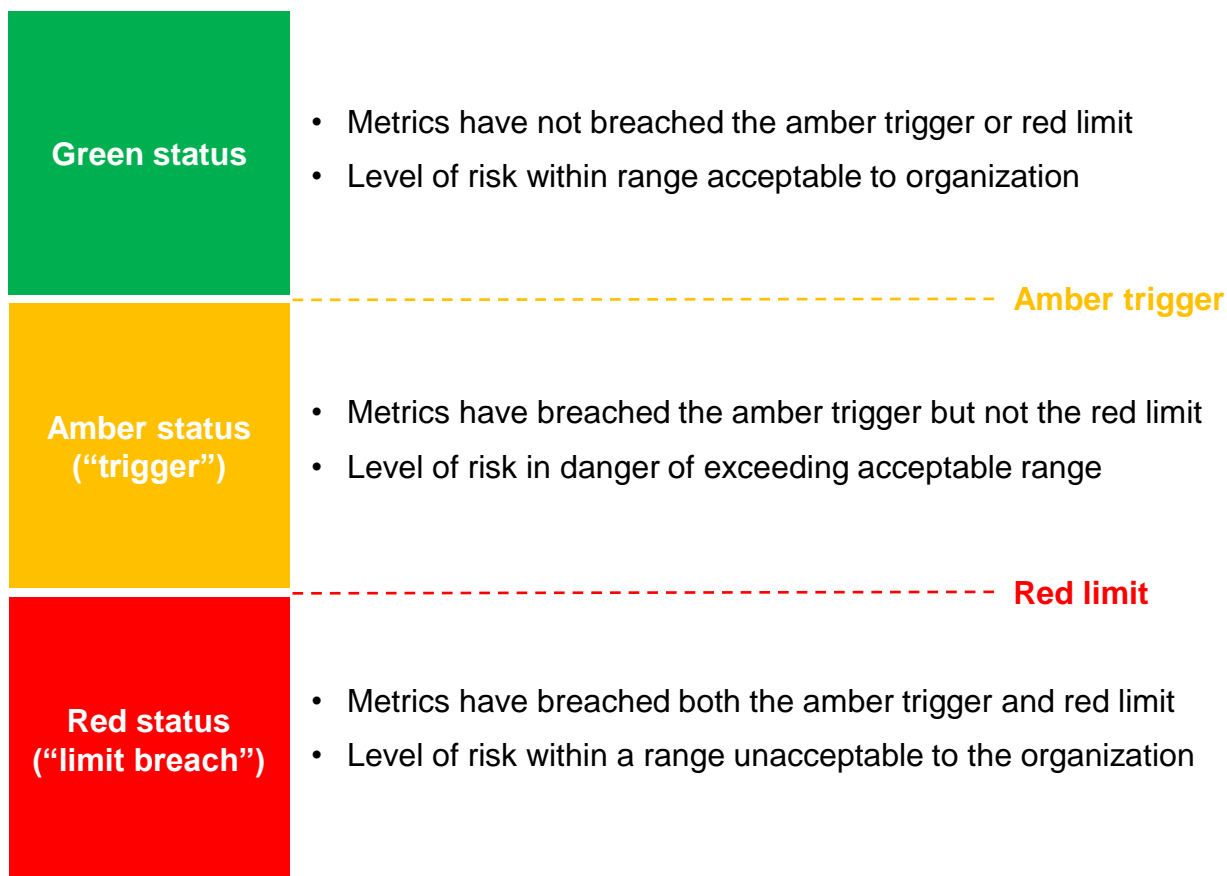 Green status
• Metrics have not breached the amber trigger or red limit
• Level of risk within range acceptable to organization
Amber trigger
Amber status
(“trigger”)
• Metrics have breached the amber trigger but not the red limit
• Level of risk in danger of exceeding acceptable range
Red limit
Red status
(“limit breach”)
• Metrics have breached both the amber trigger and red limit
• Level of risk within a range unacceptable to the organization